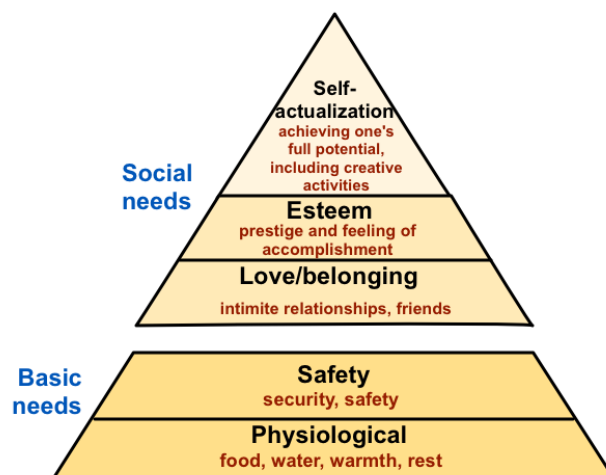 Self-
actualization
achieving one's
full potential,
including creative
activities
Social
needs
Esteem
prestige and feeling of
accomplishment
Love/belonging
intimite relationships, friends
Basic
needs
Safety
security, safety
Physiological
food, water, warmth, rest